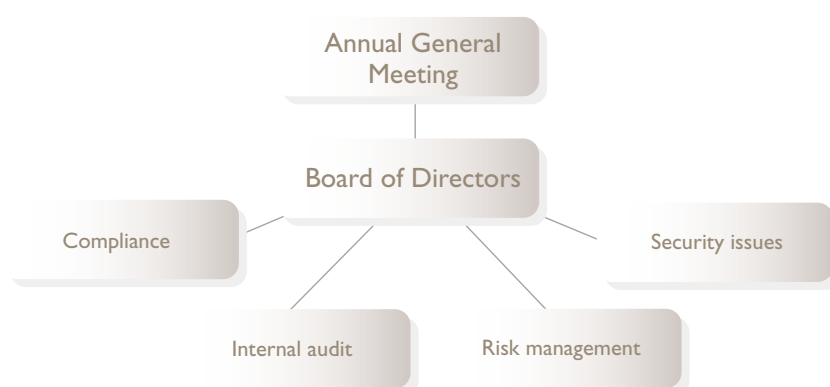 Annual General
Meeting
Board of Directors
Compliance
Security issues
Internal audit
Risk management